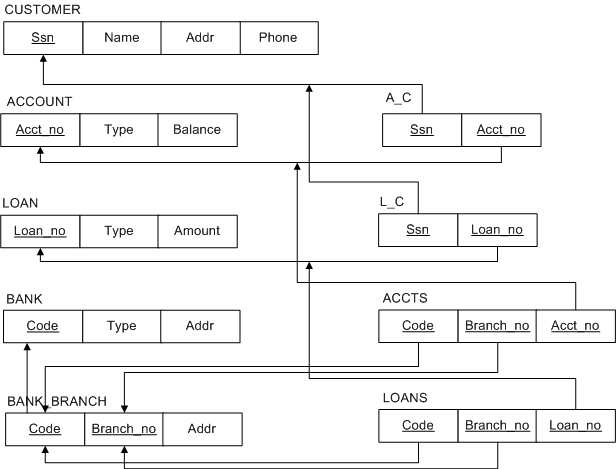 CUSTOMER
Ssn Name Addr Phone
ACCOUNT A_C
Acct_no Type Balance Ssn Acct_no
LOAN L_C
Loan_no Type Amount Ssn Loan_no
BANK ACCTS
Code Type Addr Code Branch_no Acct_no
BANK_BRANCH LOANS
Code Branch_no Addr Code Branch_no Loan_no